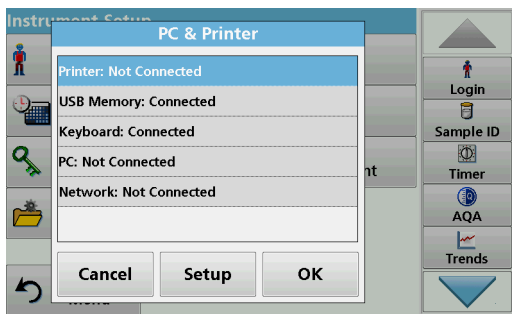 Instrument Setup
PC & Printer
Printer: Not Connected
USB Memory: Connected
Keyboard: Connected
PC: Not Connected
Network: Not Connected
Cancel
Setup
OK
Login
Sample ID
Timer
AQA
Trends